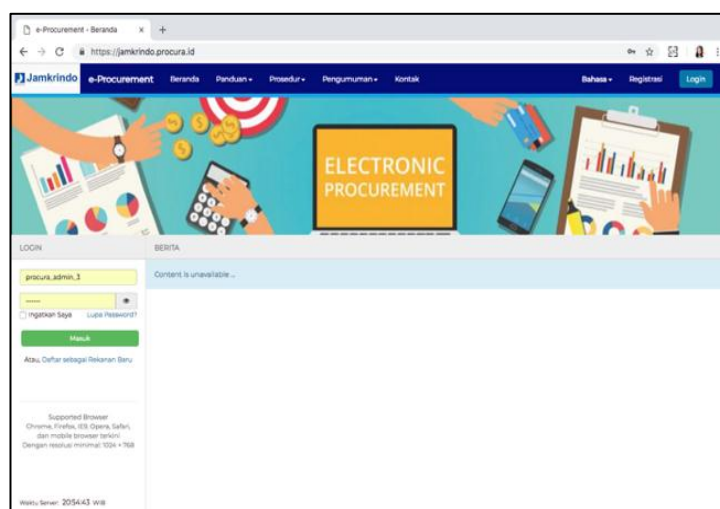 e-Procurement - Beranda
https://jamkrindo.procura.id
Jamkrindo e-Procurement Beranda Panduan Prosedur Pengumuman Kontak Bahasa Registrasi Login
ELECTRONIC
PROCUREMENT
LOGIN BERITA
procura_admin_3
Content is unavailable ...
Ingatkan Saya Lupa Password?
Masuk
Atau, Daftar sebagai Rekanan Baru
Supported Browser
Chrome, Firefox, IE9, Opera, Safari,
dan mobile browser terkini
Dengan resolusi minimal 1024 * 768
Waktu Server: 20:54:43 WIB